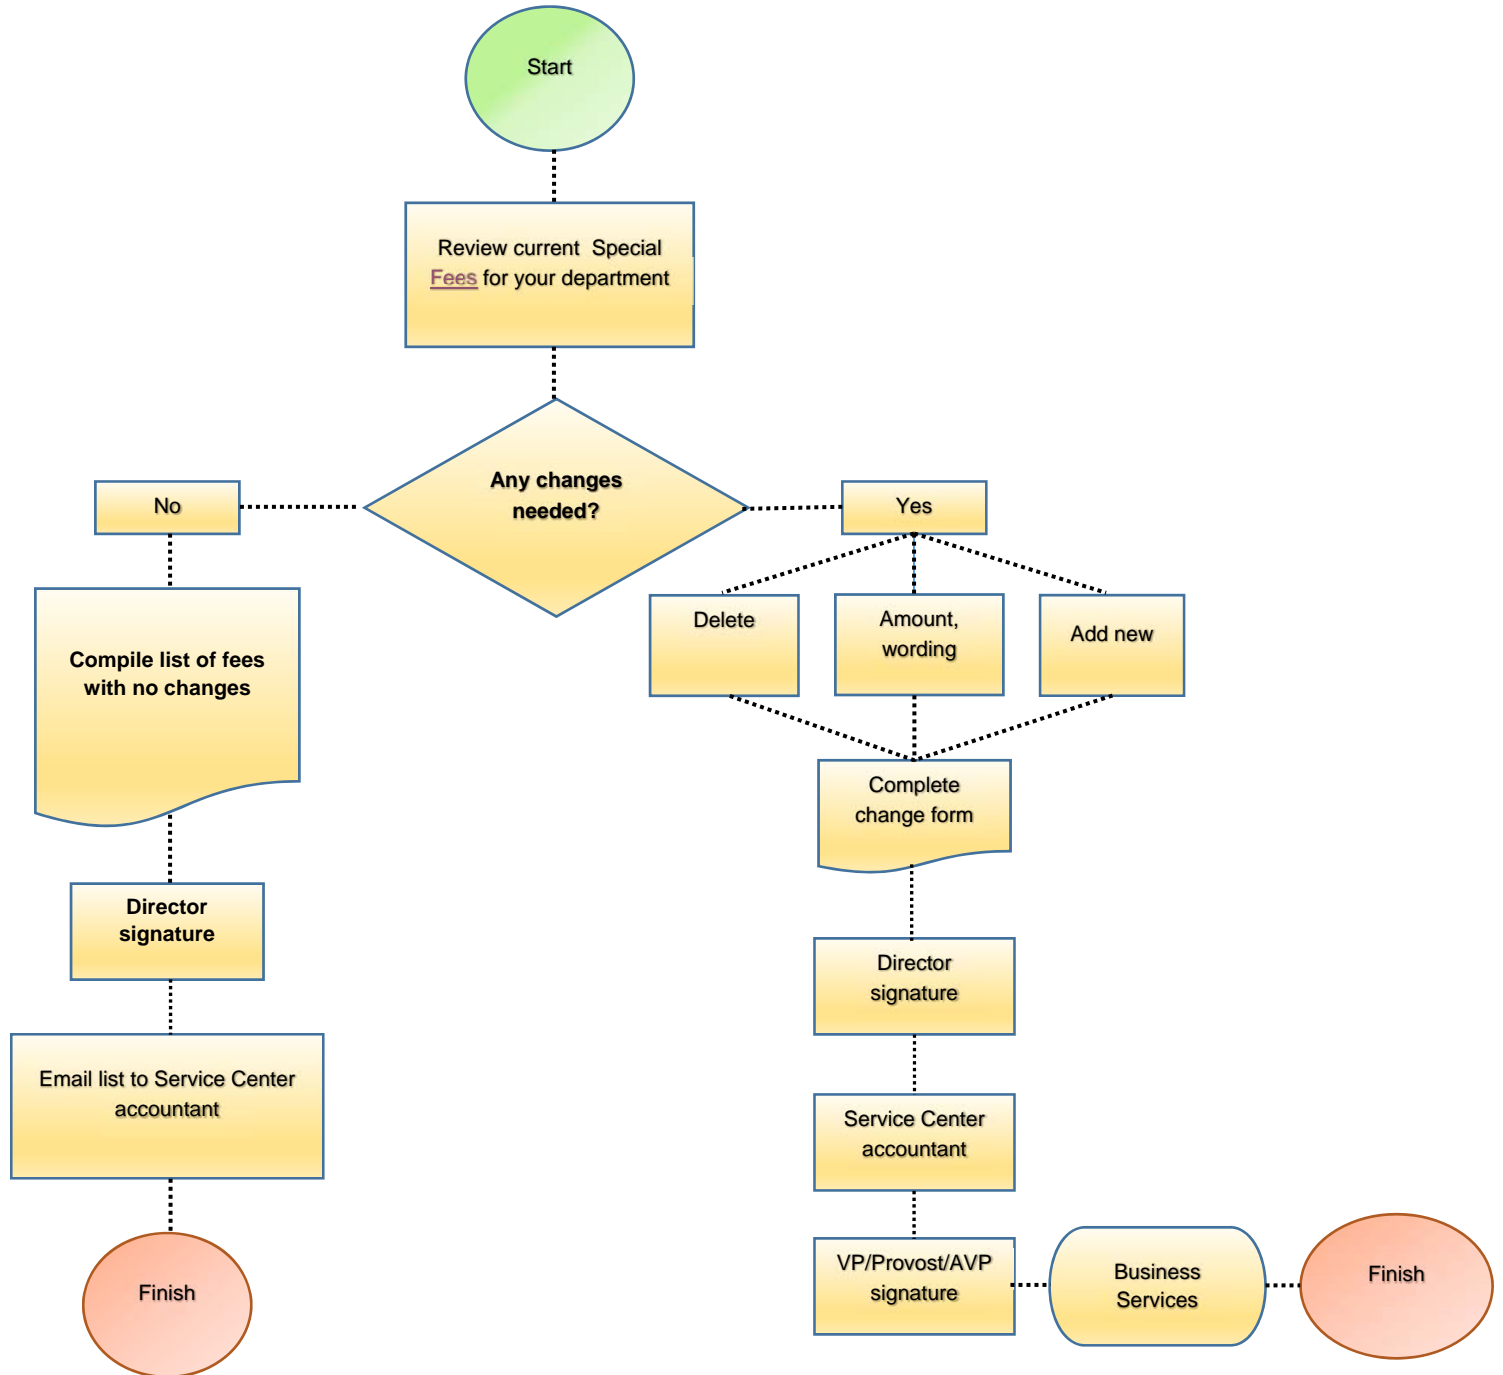 Start
Review current  Special
Fees for your department
Any changes
needed?
No
Yes
Delete
Amount,
wording
Add new
Compile list of fees
with no changes
Complete
change form
Director
signature
Director
signature
Email list to Service Center
accountant
Service Center
accountant
VP/Provost/AVP
signature
Business
Services
Finish
Finish